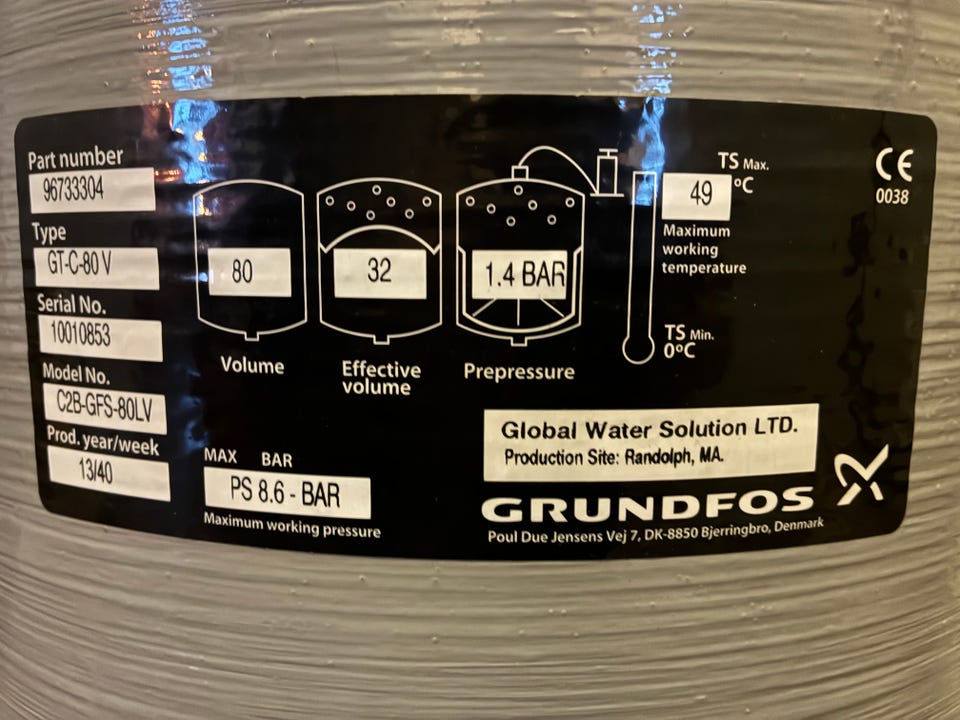 Part number
96733304
Type
GT-C-80 V
Serial No.
10010853
Model No.
C2B-GFS-80LV
Prod. year/week
13/40
80
Volume
32
Effective
volume
1.4 BAR
Prepressure
TS Max.
49 °C
Maximum
working
temperature
TS Min.
0°C
CE
0038
MAX BAR
PS 8.6 - BAR
Maximum working pressure
Global Water Solution LTD.
Production Site: Randolph, MA.
GRUNDFOS
Poul Due Jensens Vej 7, DK-8850 Bjerringbro, Denmark